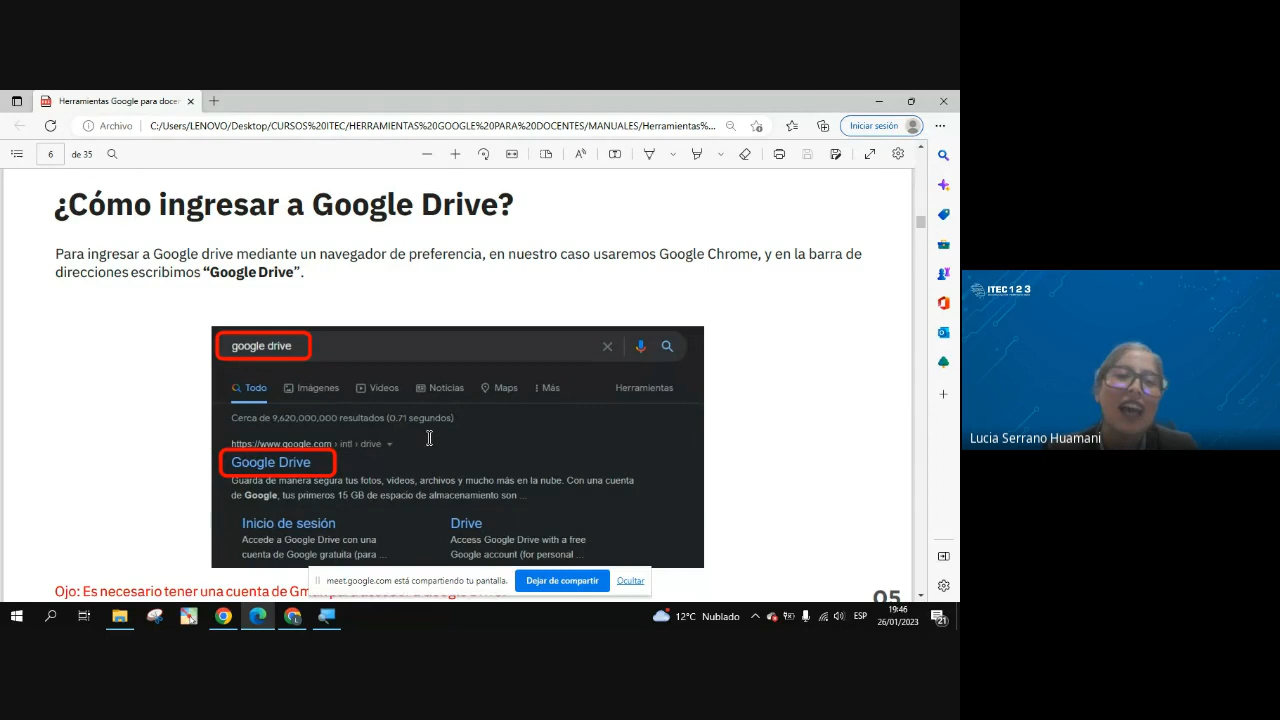 Herramientas Google para doce
Archivo
C:/Users/LENOVO/Desktop/CURSOS%20ITEC/HERRAMIENTAS%20GOOGLE%20PARA%20DOCENTES/MANUALES/Herramientas%...
Iniciar sesión
6 de 35
¿Cómo ingresar a Google Drive?
Para ingresar a Google drive mediante un navegador de preferencia, en nuestro caso usaremos Google Chrome, y en la barra de
direcciones escribimos “Google Drive”.
google drive
Todo Imágenes Videos Noticias Maps Más Herramientas
Cerca de 9,620,000,000 resultados (0.71 segundos)
https://www.google.com › intl › drive
Google Drive
Guarda de manera segura tus fotos, videos, archivos y mucho más en la nube. Con una cuenta
de Google, tus primeros 15 GB de espacio de almacenamiento son ...
Inicio de sesión Drive
Accede a Google Drive con una Access Google Drive with a free
cuenta de Google gratuita (para ... Google account (for personal ...
meet.google.com está compartiendo tu pantalla. Dejar de compartir Ocultar
Ojo: Es necesario tener una cuenta de
05
12°C Nublado
ESP
19:46
26/01/2023
21
ITEC 1 2 3
Lucia Serrano Huamani